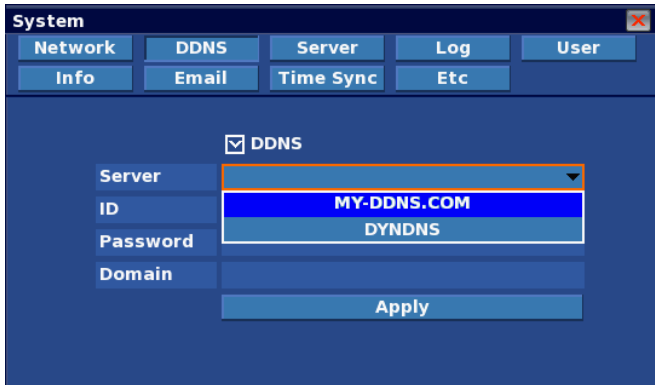 System
Network DDNS Server Log User
Info Email Time Sync Etc
DDNS
Server
MY-DDNS.COM
ID
DYNDNS
Password
Domain
Apply